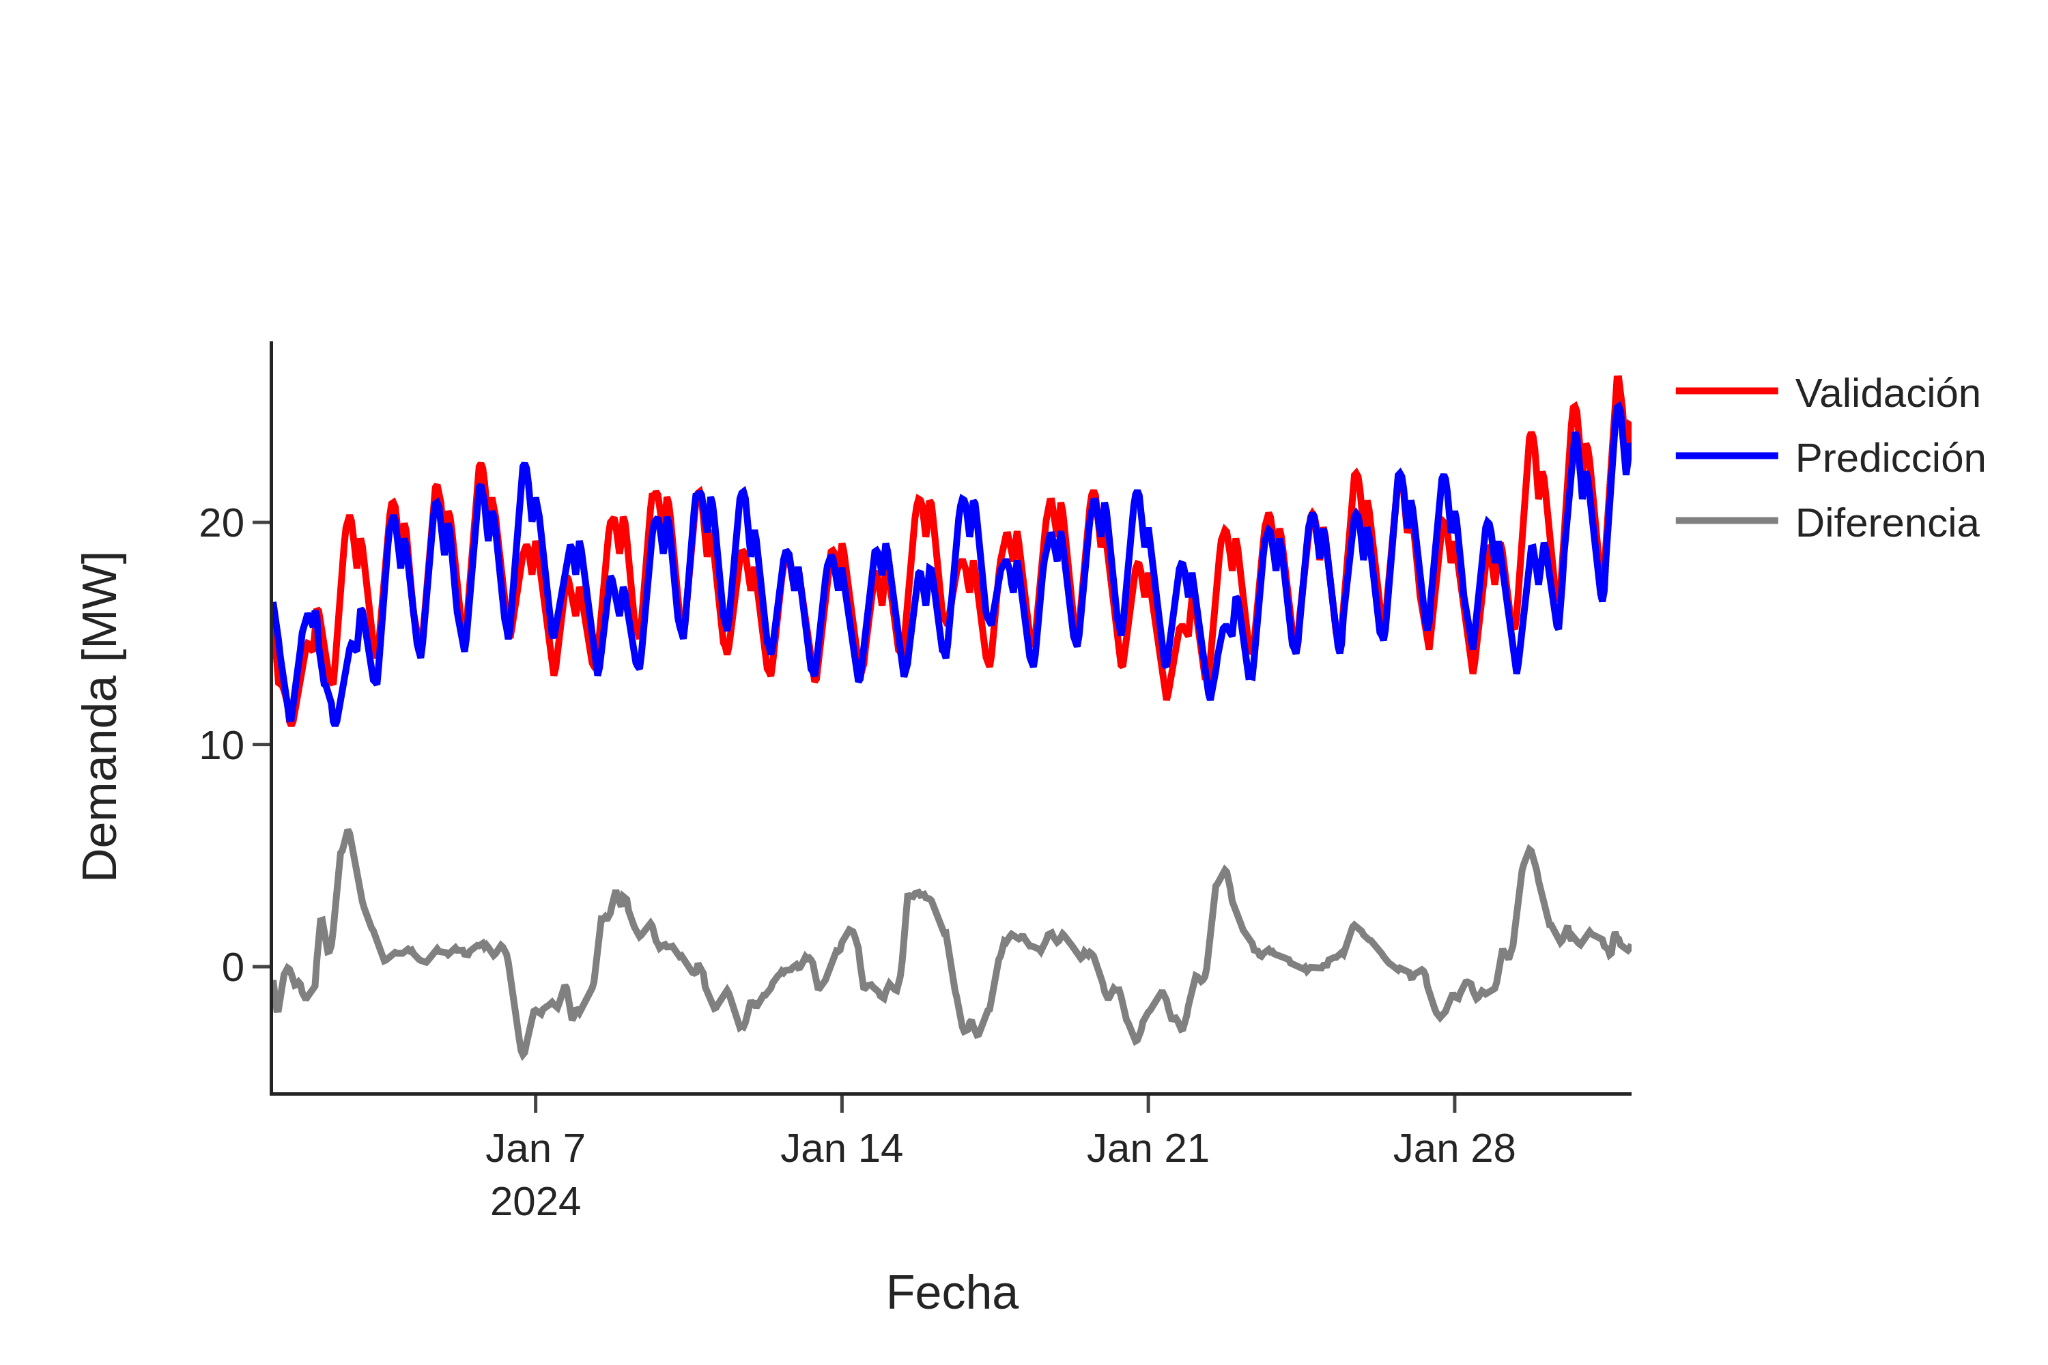 Validación
Predicción
Diferencia
Demanda [MW]
20
10
0
Jan 7
2024
Jan 14
Jan 21
Jan 28
Fecha